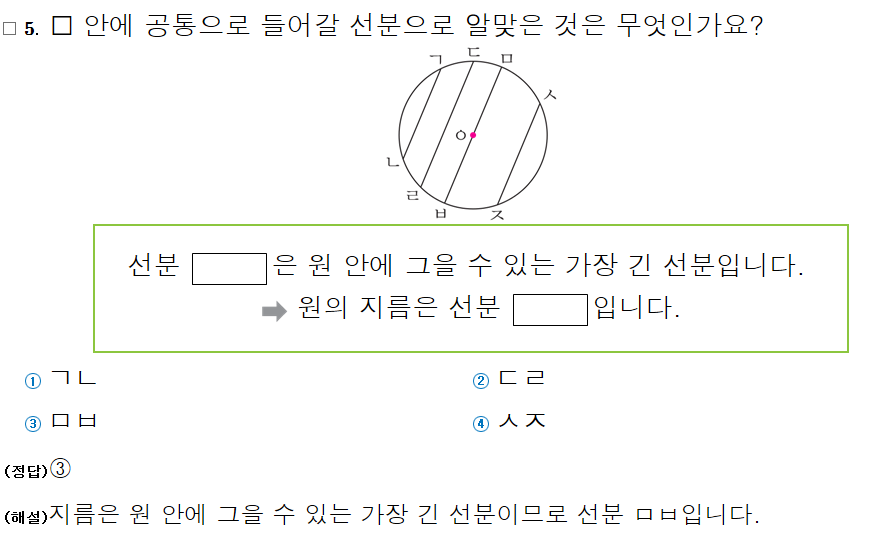 □ 5. □ 안에 공통으로 들어갈 선분으로 알맞은 것은 무엇인가요?
ㄱ ㄷ ㅁ
ㅅ
ㅇ
ㄴ
ㄹ
ㅂ ㅈ
선분 □은 원 안에 그을 수 있는 가장 긴 선분입니다.
➡ 원의 지름은 선분 □입니다.
① ㄱㄴ ② ㄷㄹ
③ ㅁㅂ ④ ㅅㅈ
(정답)③
(해설)지름은 원 안에 그을 수 있는 가장 긴 선분이므로 선분 ㅁㅂ입니다.